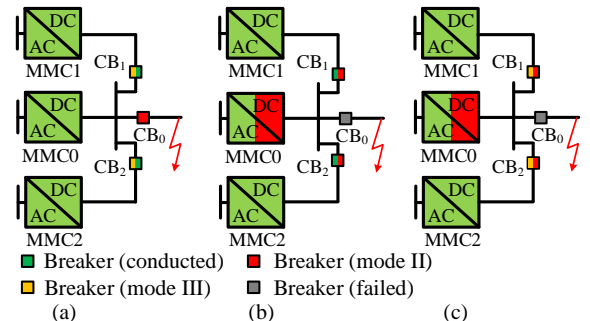 DC
AC
MMC1
CB1
DC
AC
MMC0
CB0
CB2
DC
AC
MMC2
DC
AC
MMC1
CB1
DC
AC
MMC0
CB0
CB2
DC
AC
MMC2
DC
AC
MMC1
CB1
DC
AC
MMC0
CB0
CB2
DC
AC
MMC2
Breaker (conducted)
Breaker (mode II)
Breaker (mode III)
Breaker (failed)
(a)
(b)
(c)